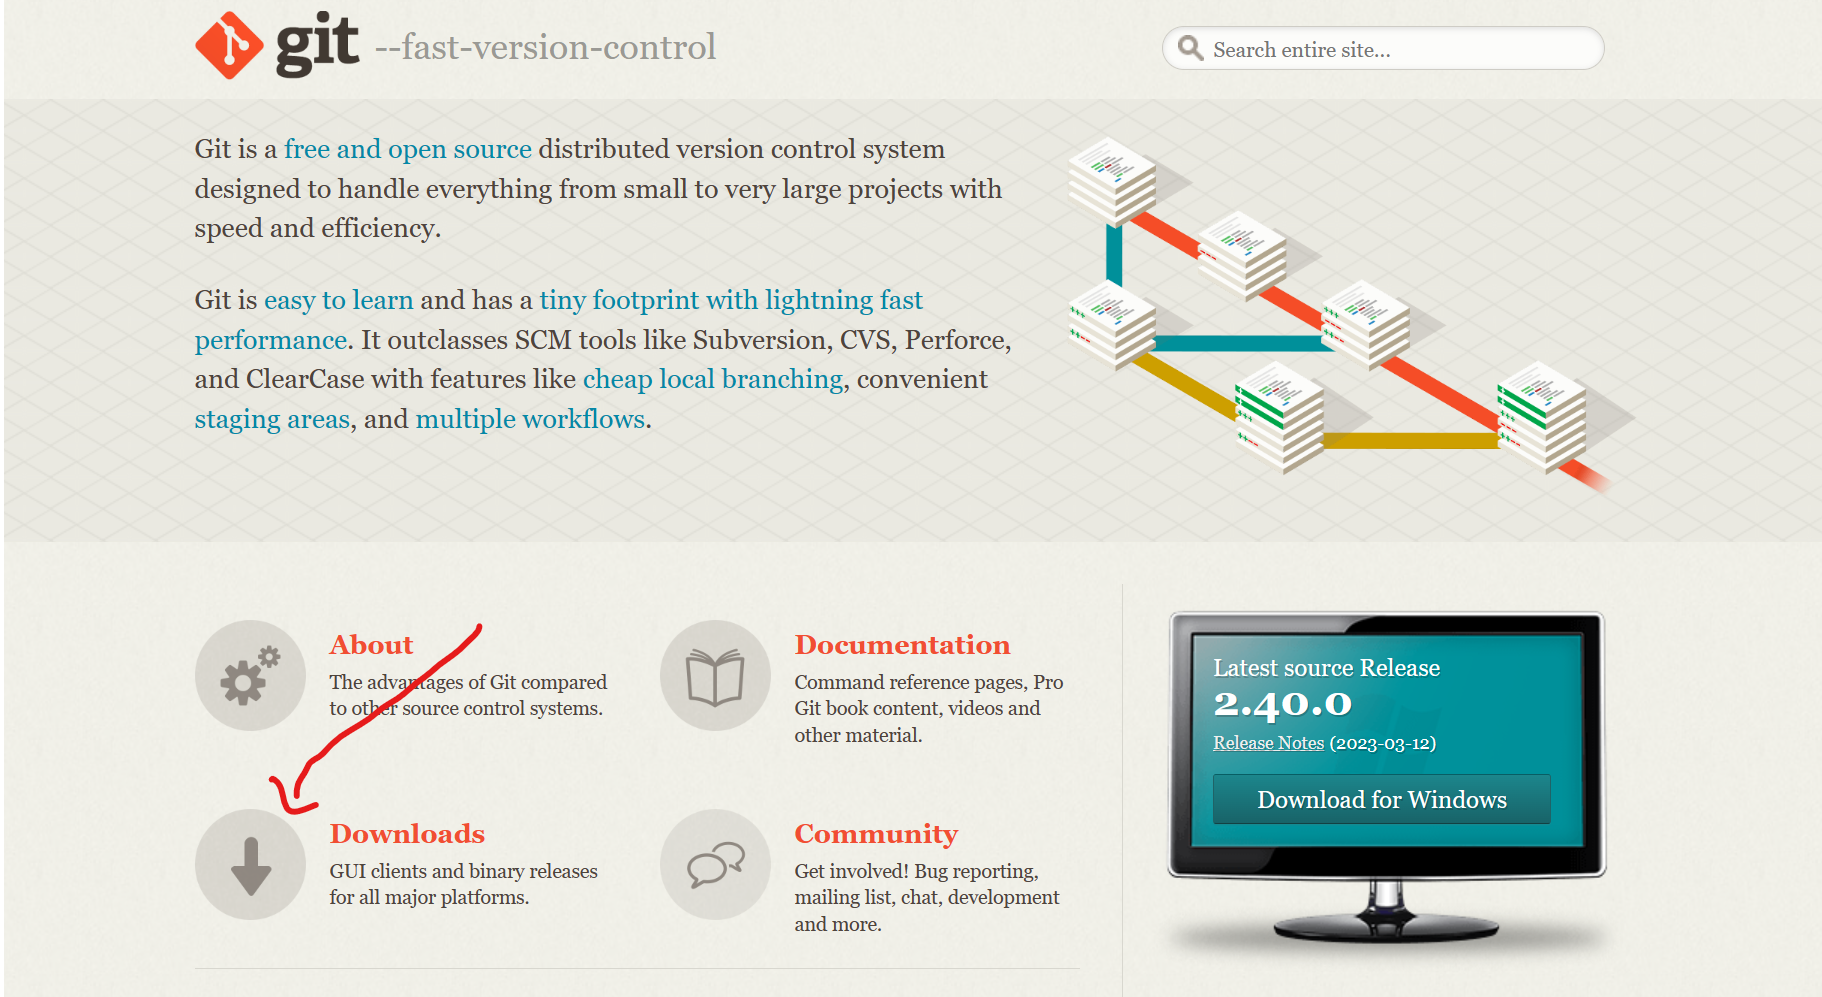 git --fast-version-control
Search entire site...
Git is a free and open source distributed version control system
designed to handle everything from small to very large projects with
speed and efficiency.
Git is easy to learn and has a tiny footprint with lightning fast
performance. It outclasses SCM tools like Subversion, CVS, Perforce,
and ClearCase with features like cheap local branching, convenient
staging areas, and multiple workflows.
About
The advantages of Git compared
to other source control systems.
Documentation
Command reference pages, Pro
Git book content, videos and
other material.
Downloads
GUI clients and binary releases
for all major platforms.
Community
Get involved! Bug reporting,
mailing list, chat, development
and more.
Latest source Release
2.40.0
Release Notes (2023-03-12)
Download for Windows